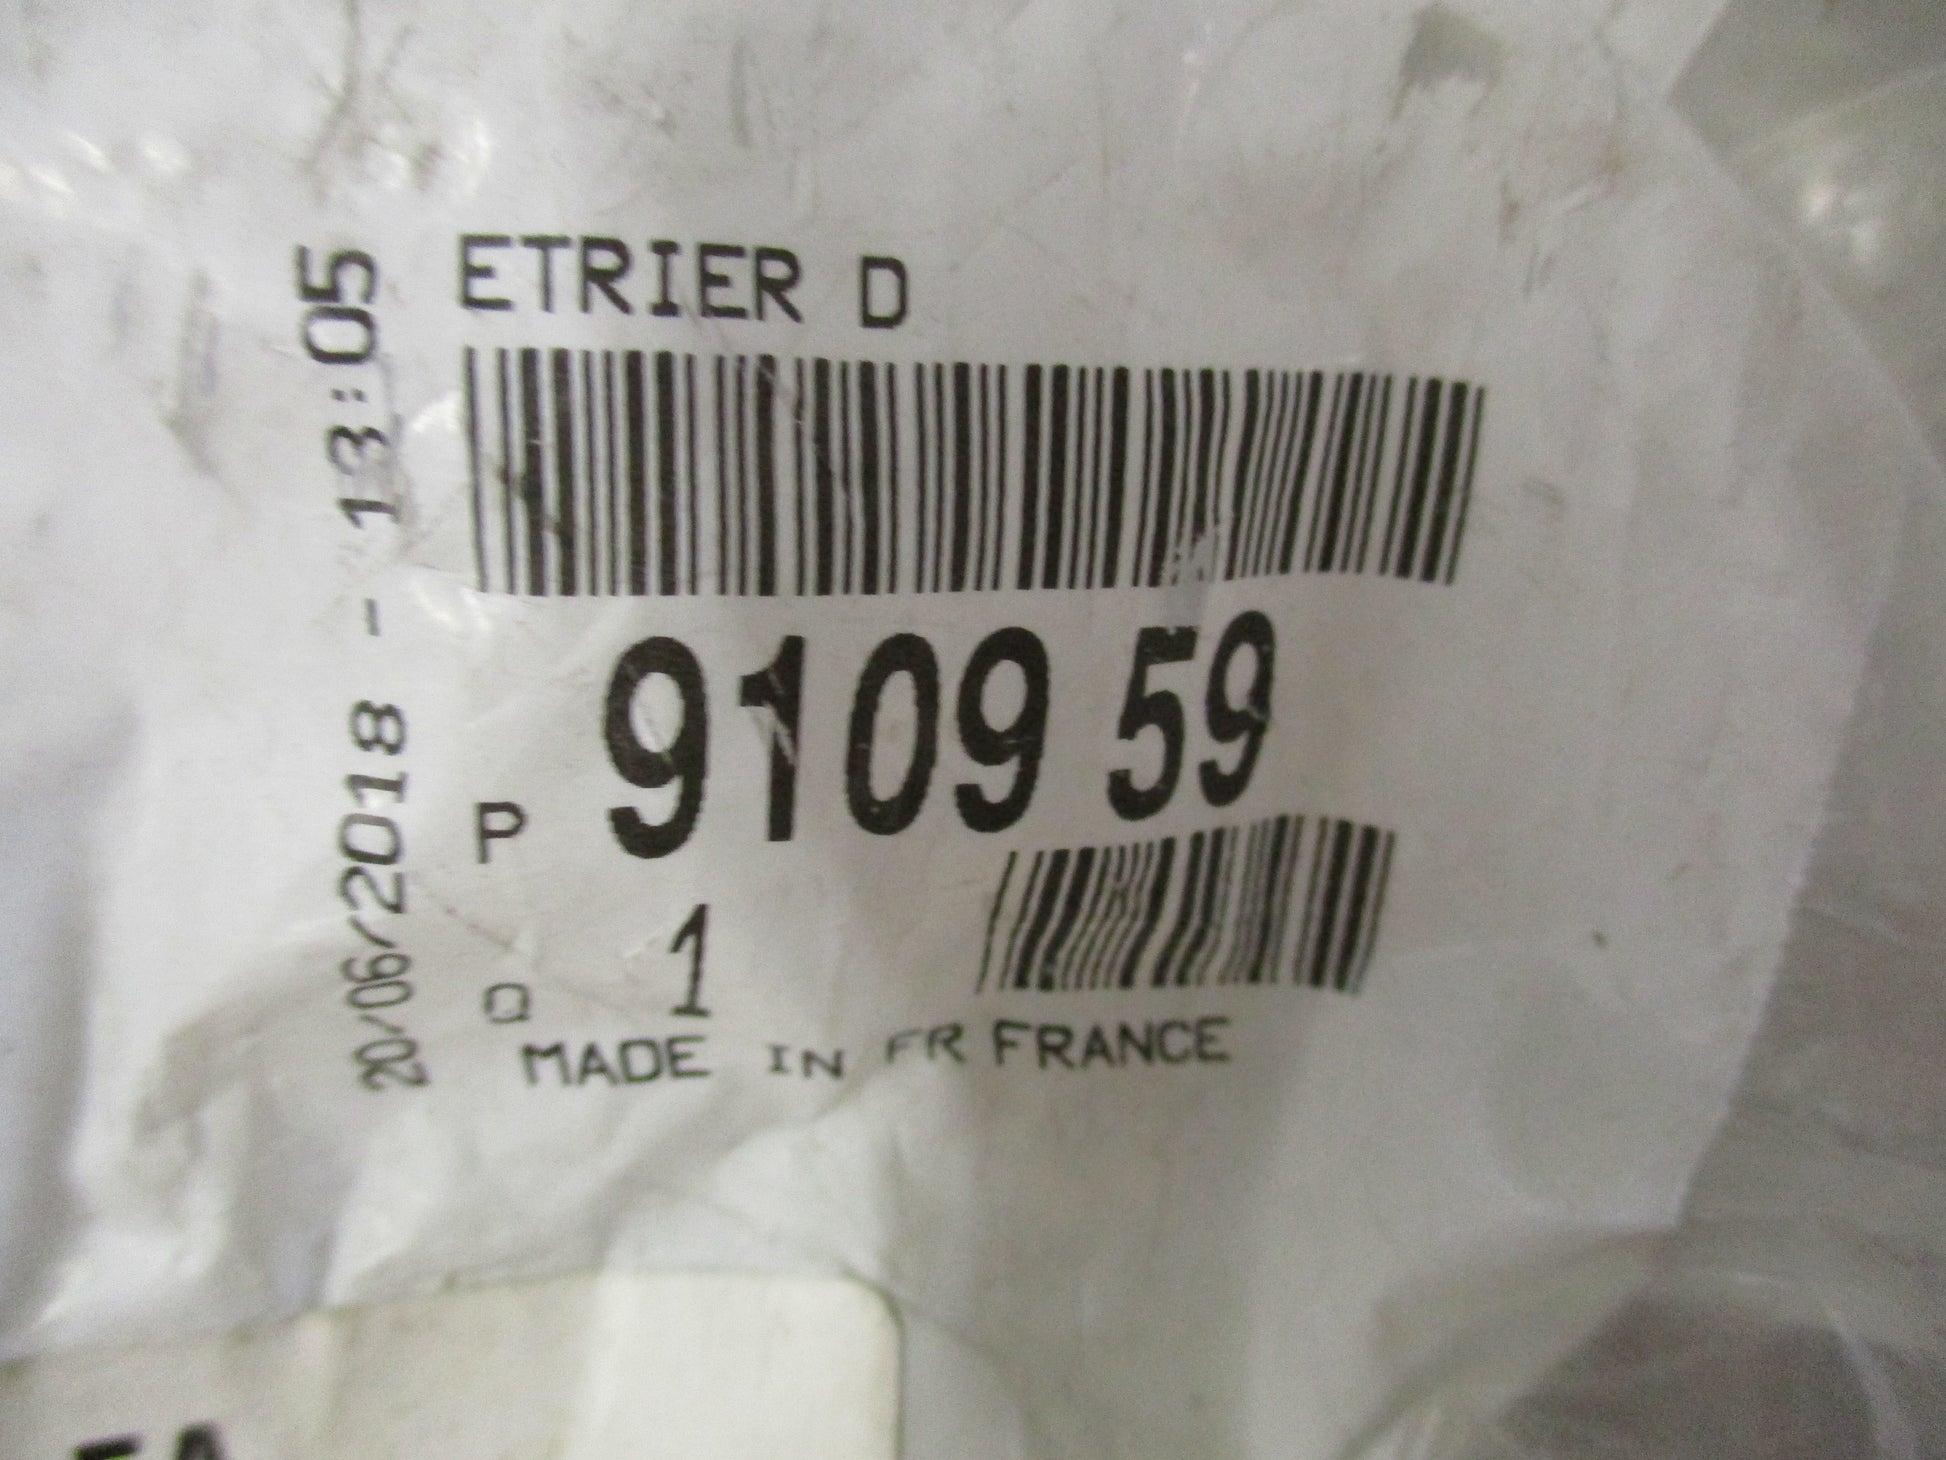 ETRIER D
20/06/2018 - 13:05
P 9109 59
Q 1
MADE IN FR FRANCE